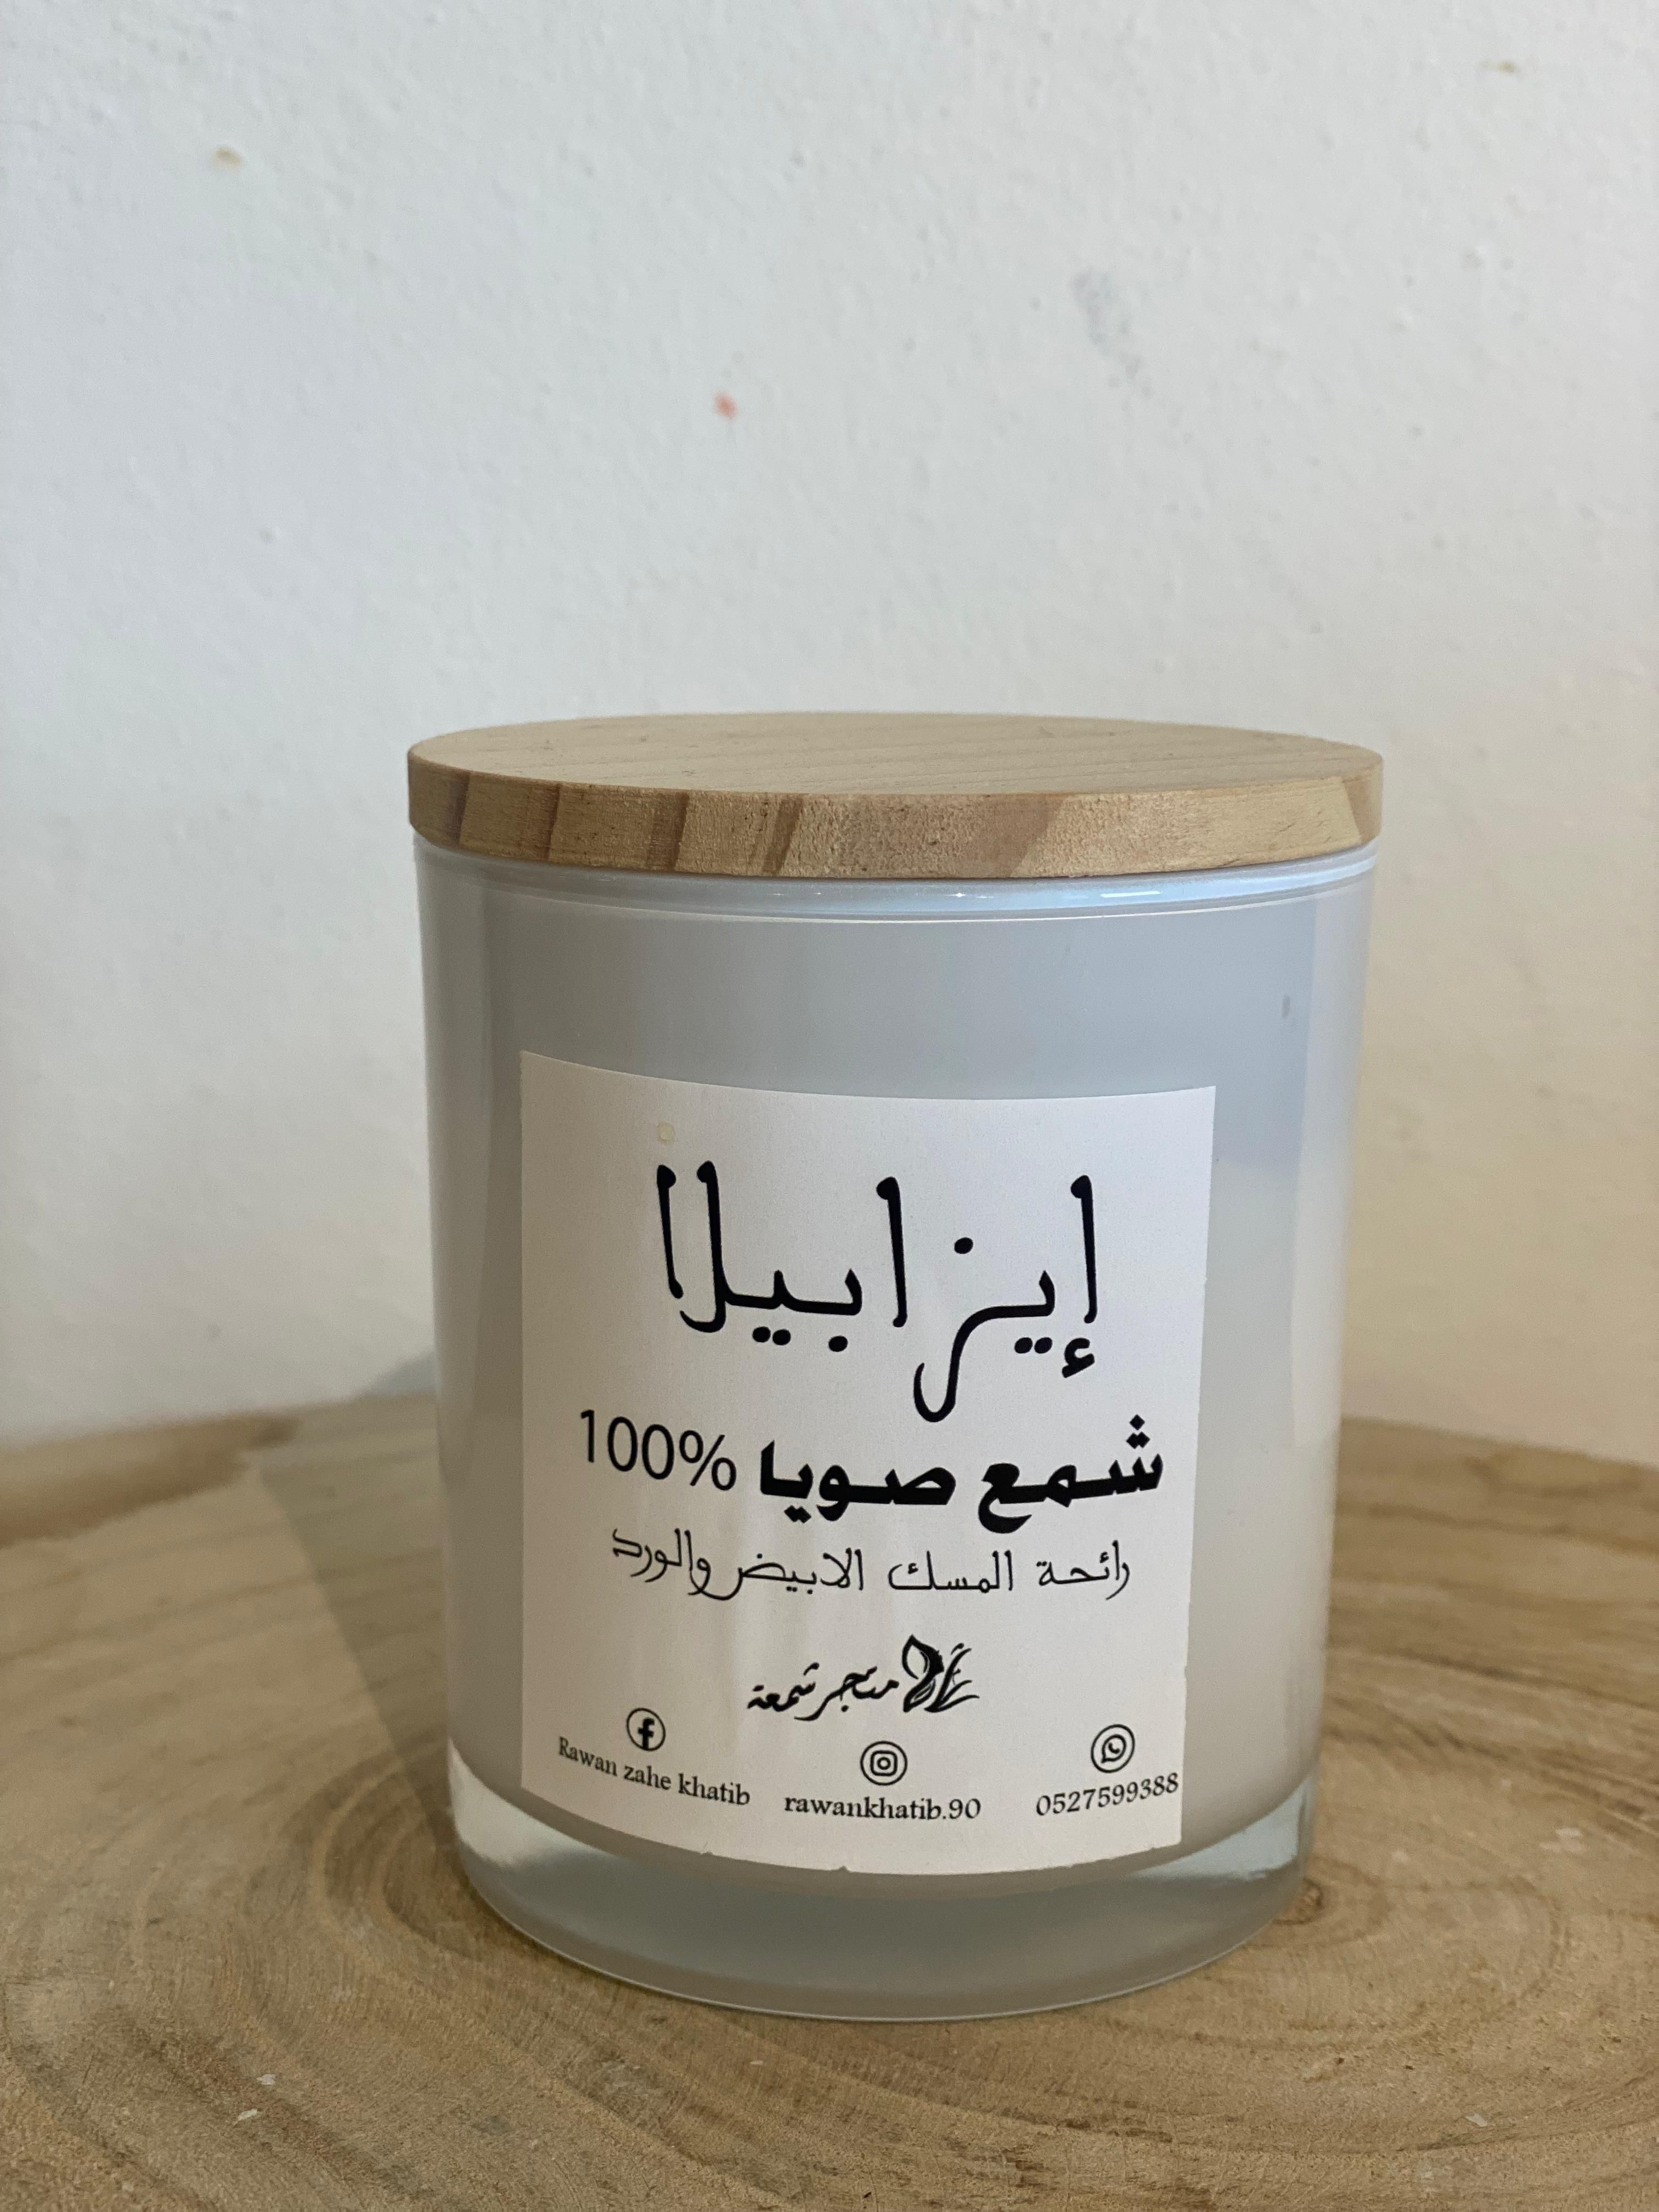 إيزابيلا
شمع صويا 100%
رائحة المسك الابيض والورد
متجر شمعة
Rawan zahe khatib
rawankhatib.90
0527599388